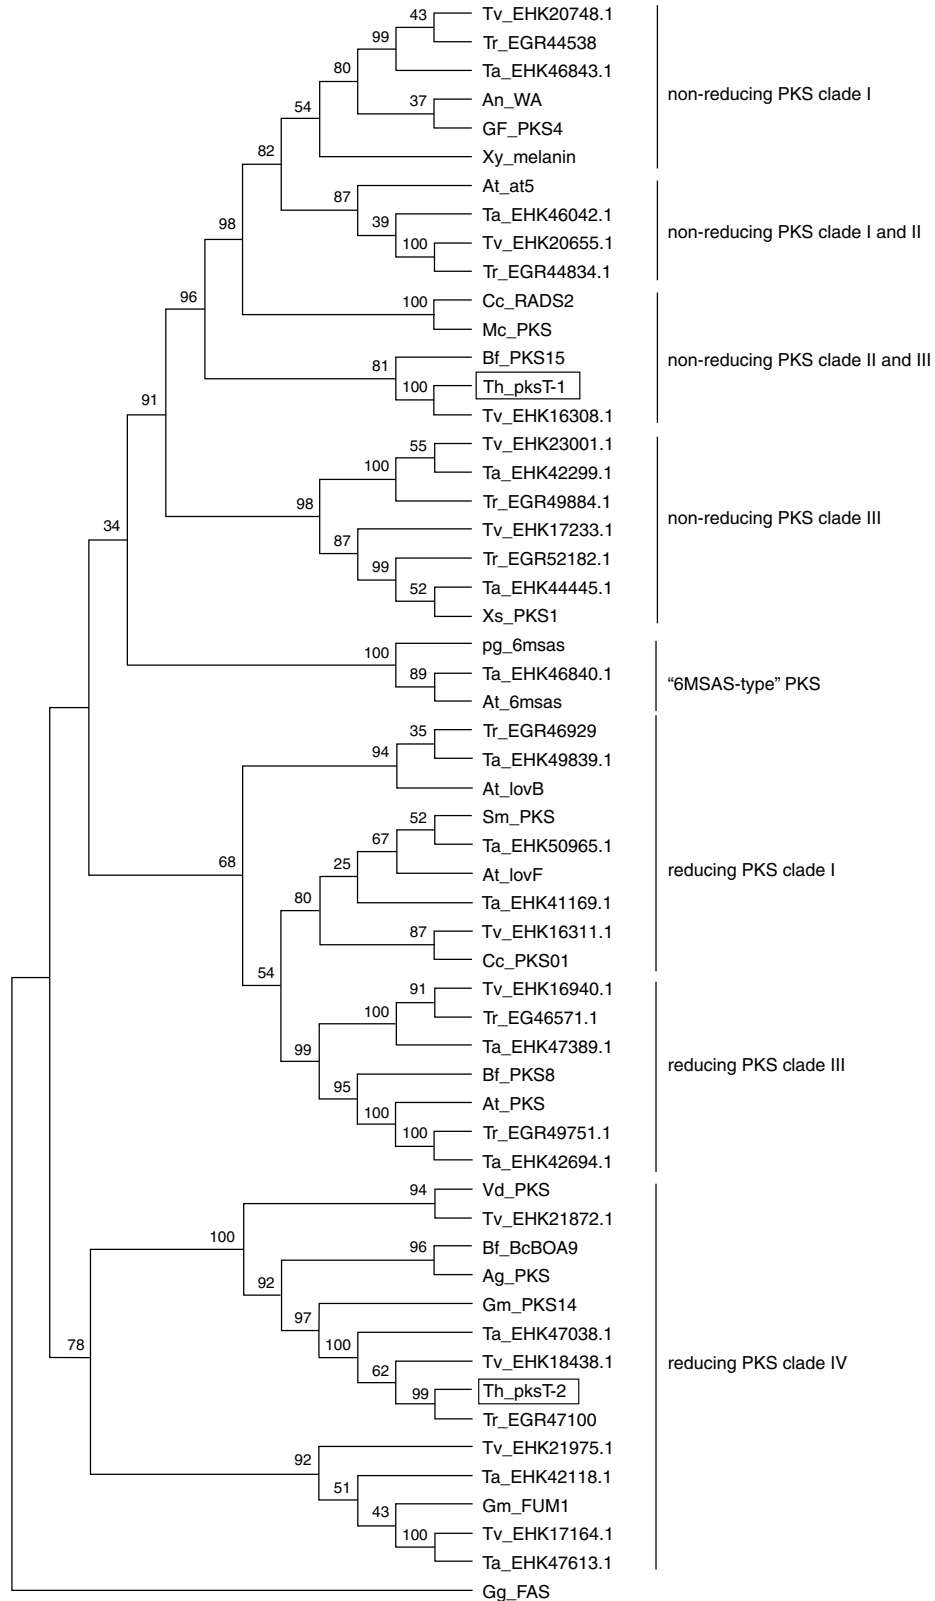 43
Tv_EHK20748.1
99
Tr_EGR44538
80
Ta_EHK46843.1
non-reducing PKS clade I
37
An_WA
54
GF_PKS4
82
Xy_melanin
87
At_at5
39
Ta_EHK46042.1
98
non-reducing PKS clade I and II
100
Tv_EHK20655.1
Tr_EGR44834.1
96
100
Cc_RADS2
Mc_PKS
81
Bf_PKS15
non-reducing PKS clade II and III
100
Th_pksT-1
91
Tv_EHK16308.1
55
Tv_EHK23001.1
100
Ta_EHK42299.1
98
Tr_EGR49884.1
non-reducing PKS clade III
34
87
Tv_EHK17233.1
99
Tr_EGR52182.1
52
Ta_EHK44445.1
Xs_PKS1
100
pg_6msas
89
Ta_EHK46840.1
“6MSAS-type” PKS
At_6msas
35
Tr_EGR46929
94
Ta_EHK49839.1
At_lovB
52
Sm_PKS
67
Ta_EHK50965.1
68
25
At_lovF
reducing PKS clade I
80
Ta_EHK41169.1
87
Tv_EHK16311.1
54
Cc_PKS01
91
Tv_EHK16940.1
100
Tr_EG46571.1
99
Ta_EHK47389.1
reducing PKS clade III
95
Bf_PKS8
100
At_PKS
100
Tr_EGR49751.1
Ta_EHK42694.1
94
Vd_PKS
100
Tv_EHK21872.1
96
Bf_BcBOA9
92
Ag_PKS
97
Gm_PKS14
100
Ta_EHK47038.1
78
62
Tv_EHK18438.1
reducing PKS clade IV
99
Th_pksT-2
Tr_EGR47100
92
Tv_EHK21975.1
51
Ta_EHK42118.1
43
Gm_FUM1
100
Tv_EHK17164.1
Ta_EHK47613.1
Gg_FAS